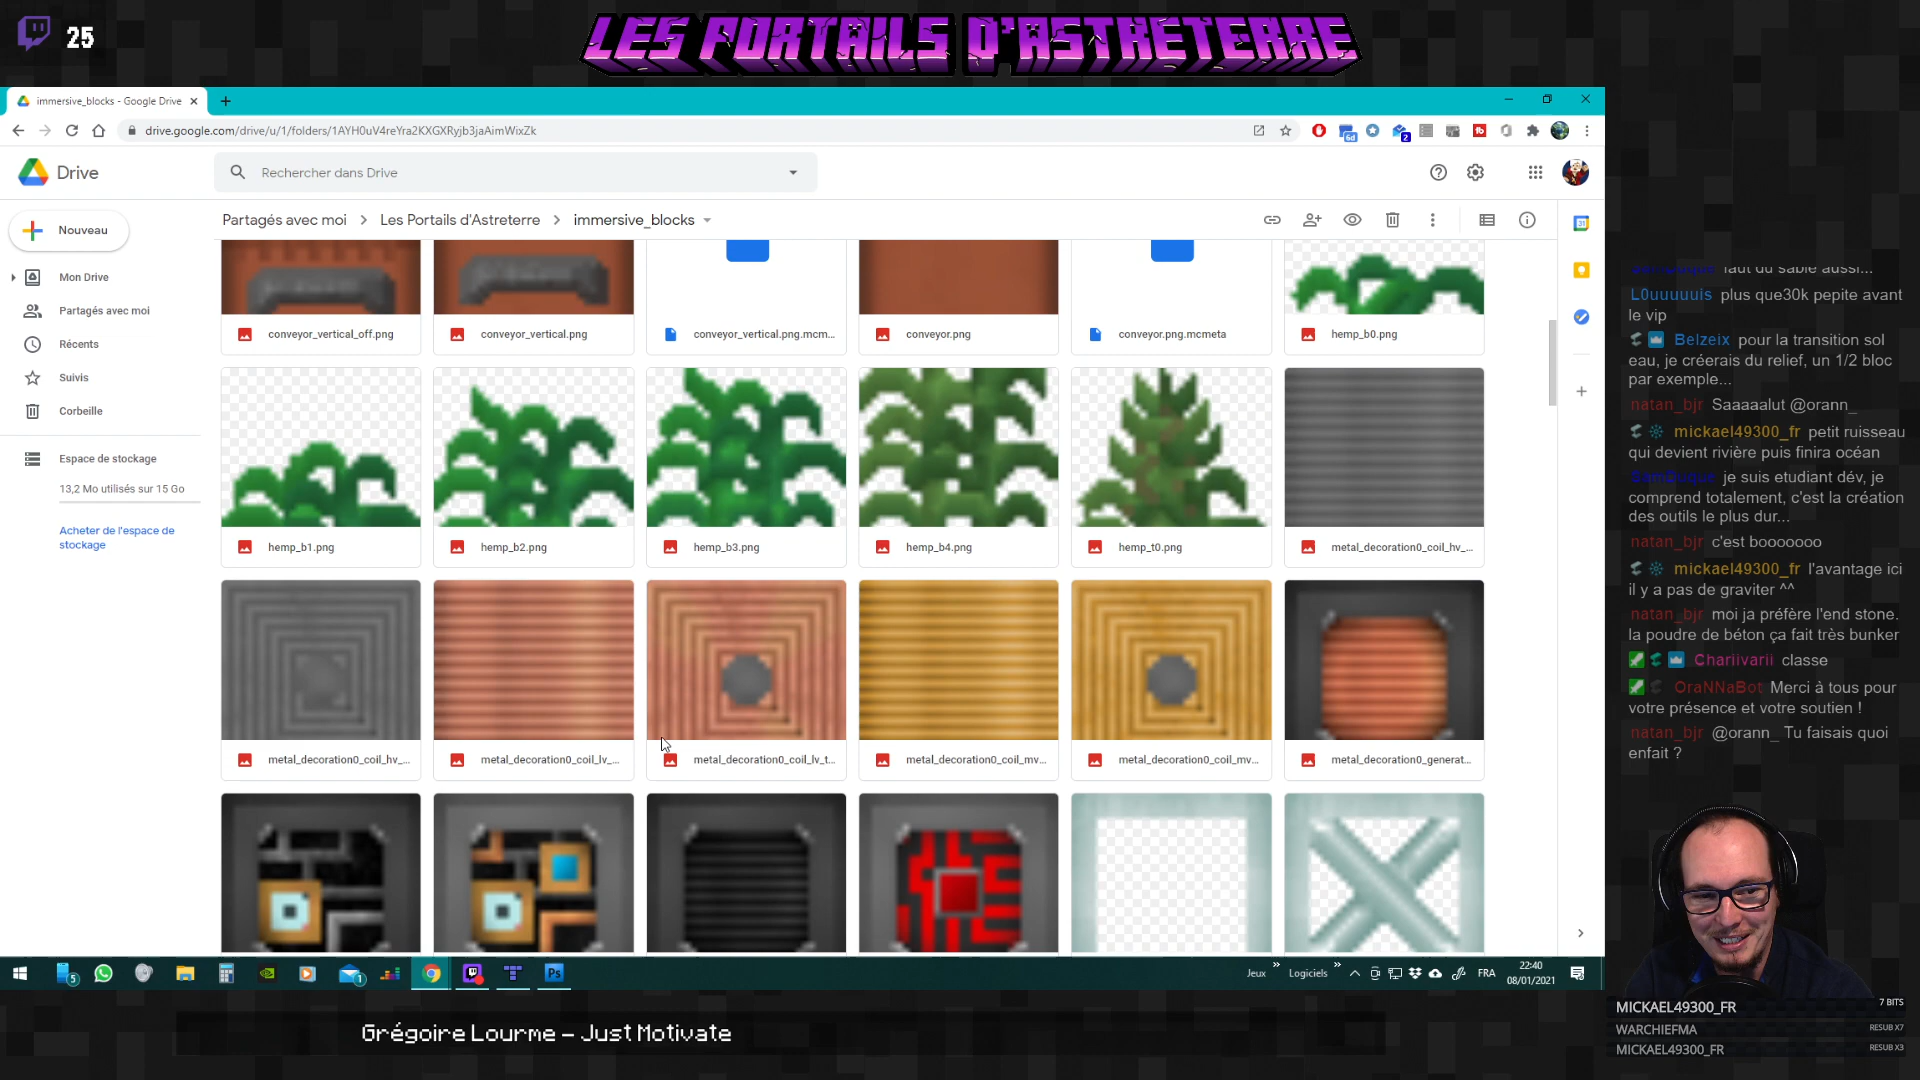 25
LES PORTAILS D'ASTRETERRE
immersive_blocks - Google Drive
drive.google.com/drive/u/1/folders/1AYH0uV4reYra2KXGXRyjb3jaAimWixZk
6d
2
Drive
Rechercher dans Drive
Nouveau
Partagés avec moi
Les Portails d'Astreterre
immersive_blocks
Mon Drive
Partagés avec moi
Récents
Suivis
Corbeille
Espace de stockage
13,2 Mo utilisés sur 15 Go
Acheter de l'espace de
stockage
conveyor_vertical_off.png
conveyor_vertical.png
conveyor_vertical.png.mcm...
conveyor.png
conveyor.png.mcmeta
hemp_b0.png
hemp_b1.png
hemp_b2.png
hemp_b3.png
hemp_b4.png
hemp_t0.png
metal_decoration0_coil_hv_...
metal_decoration0_coil_hv_...
metal_decoration0_coil_lv_...
metal_decoration0_coil_lv_t...
metal_decoration0_coil_mv...
metal_decoration0_coil_mv...
metal_decoration0_generat...
31
faut du sable aussi...
L0uuuuuis plus que30k pepite avant
le vip
Belzeix pour la transition sol
eau, je créerais du relief, un 1/2 bloc
par exemple...
natan_bjr Saaaaalut @orann_
mickael49300_fr petit ruisseau
qui devient rivière puis finira océan
je suis etudiant dév, je
comprend totalement, c'est la création
des outils le plus dur...
natan_bjr c'est booooooo
mickael49300_fr l'avantage ici
il y a pas de graviter ^^
natan_bjr moi ja préfère l'end stone.
la poudre de béton ça fait très bunker
Chariivarii classe
OraNNaBot Merci à tous pour
votre présence et votre soutien !
natan_bjr @orann_ Tu faisais quoi
enfait ?
5
1
Ps
Jeux
Logiciels
FRA
22:40
08/01/2021
Grégoire Lourme – Just Motivate
MICKAEL49300_FR 7 BITS
WARCHIEFMA RESUB X7
MICKAEL49300_FR RESUB X3